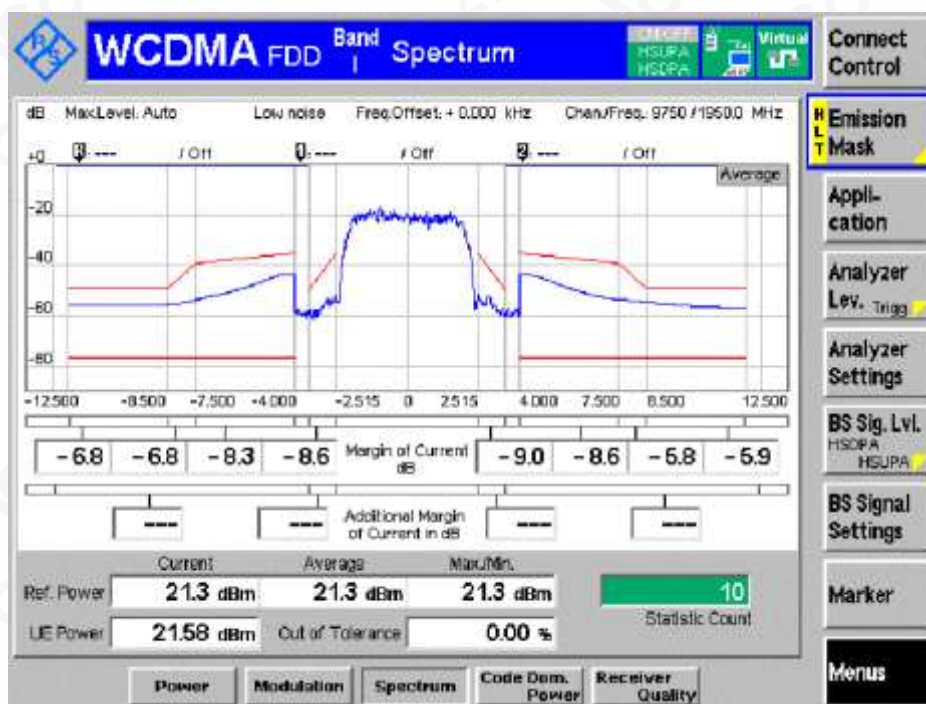 WCDMA FDD Band I Spectrum
HSUPA
HSDPA
Virtual
Connect Control
dB Max.Level: Auto Low noise Freq.Offset: + 0.000 kHz Chan./Freq.: 9750 / 1950.0 MHz
HLT Emission Mask
+0 --- / Off --- / Off 2 --- / Off
Average
-20
-40
-60
-80
Appli-cation
Analyzer Lev. Trigg
Analyzer Settings
-12.500 -8.500 -7.500 -4.000 -2.515 0 2.515 4.000 7.500 8.500 12.500
BS Sig. Lvl.
HSDPA
HSUPA
-6.8 -6.8 -8.3 -8.6 Margin of Current dB -9.0 -8.6 -5.8 -5.9
BS Signal Settings
--- --- Additional Margin of Current in dB --- ---
Current Average Max./Min.
Ref. Power 21.3 dBm 21.3 dBm 21.3 dBm 10
Statistic Count
UE Power 21.58 dBm Out of Tolerance 0.00 %
Marker
Menus
Power Modulation Spectrum Code Dom. Power Receiver Quality